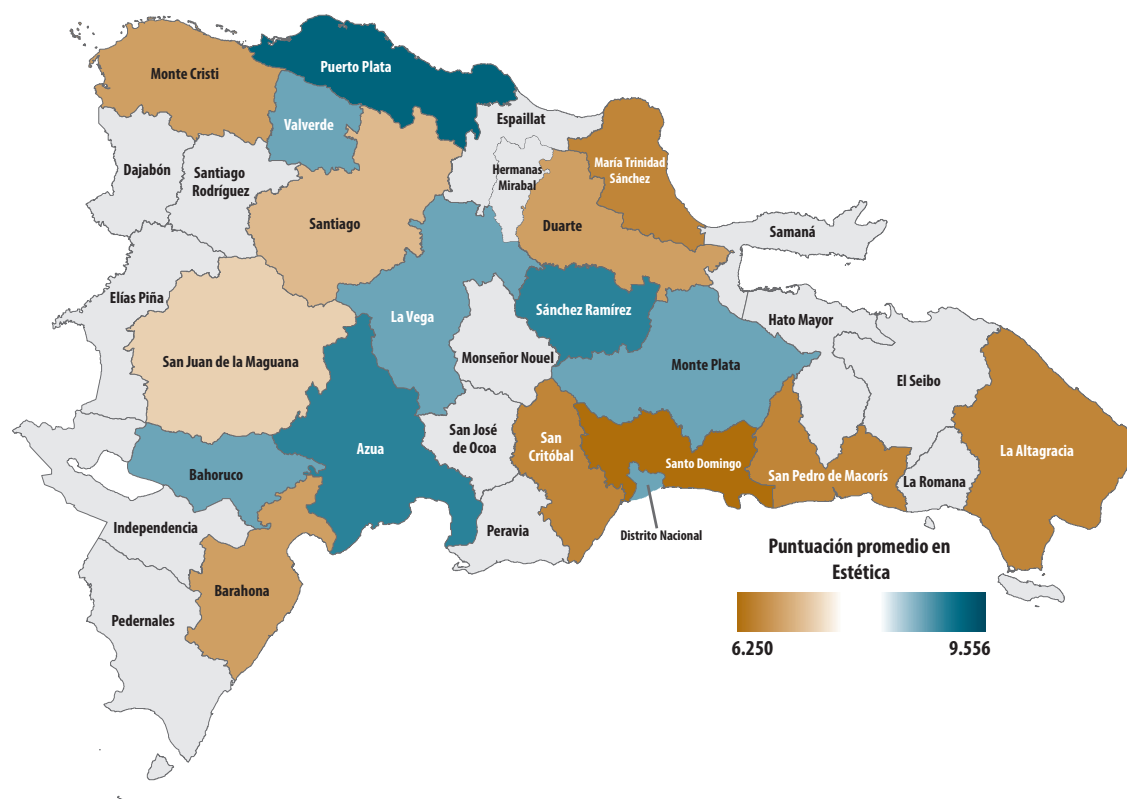 Puerto Plata
Monte Cristi
Valverde
Espaillat
María Trinidad
Sánchez
Dajabón
Santiago
Rodríguez
Hermanas
Mirabal
Santiago
Duarte
Samaná
Elías Piña
La Vega
Sánchez Ramírez
Hato Mayor
San Juan de la Maguana
Monseñor Nouel
Monte Plata
El Seibo
San José
de Ocoa
San
Critóbal
Azua
La Altagracia
Santo Domingo
Bahoruco
San Pedro de Macorís
La Romana
Independencia
Peravia
Distrito Nacional
Barahona
Pedernales
Puntuación promedio en
Estética
6.250
9.556